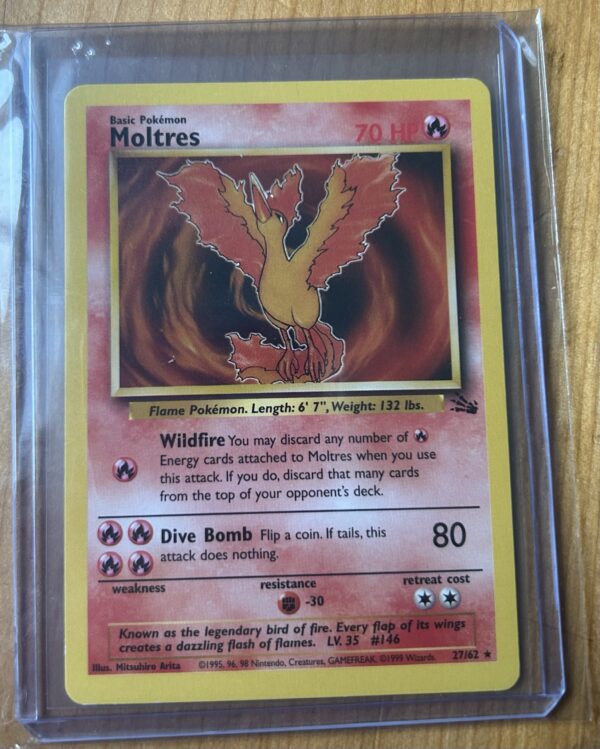 Basic Pokémon
Moltres
70 HP
Flame Pokémon. Length: 6' 7", Weight: 132 lbs.
Wildfire You may discard any number of
Energy cards attached to Moltres when you use
this attack. If you do, discard that many cards
from the top of your opponent's deck.
Dive Bomb Flip a coin. If tails, this
attack does nothing.
80
weakness
resistance
retreat cost
-30
Known as the legendary bird of fire. Every flap of its wings
creates a dazzling flash of flames. LV. 35 #146
Illus. Mitsuhiro Arita
©1995, 96, 98 Nintendo, Creatures, GAMEFREAK. ©1999 Wizards.
27/62 ★